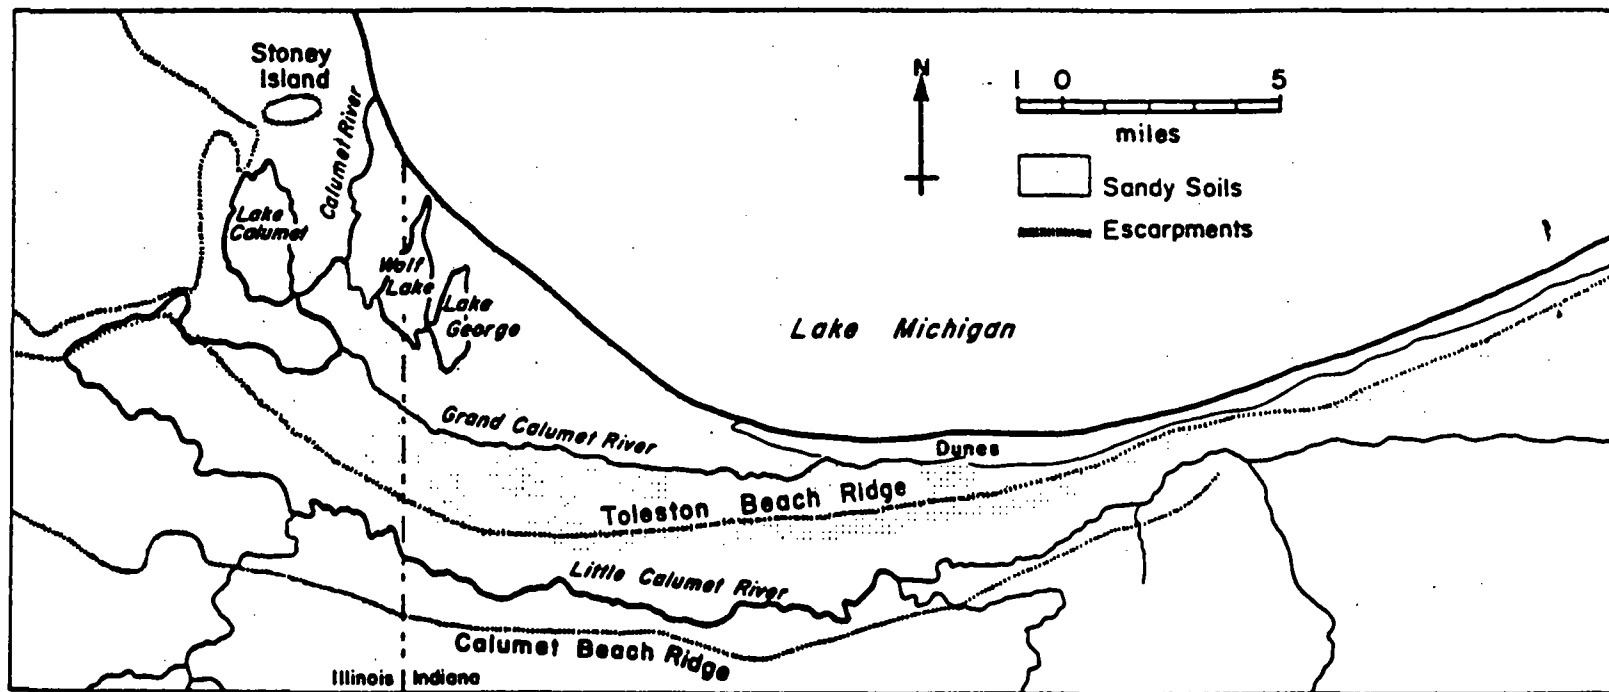 Stoney
Island
Calumet River
Lake
Calumet
Wolf
Lake
Lake
George
N
1 0 5
miles
Sandy Soils
Escarpments
Lake Michigan
Grand Calumet River
Dunes
Toleston Beach Ridge
Little Calumet River
Calumet Beach Ridge
Illinois Indiana